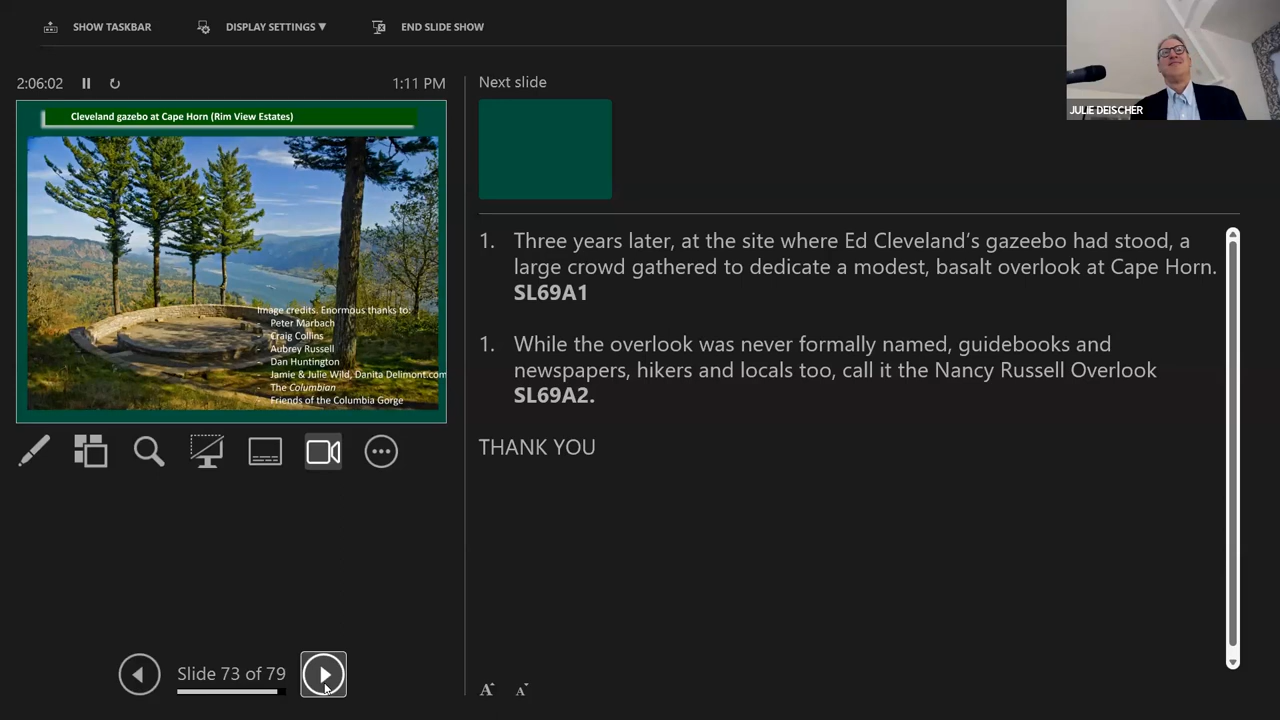 SHOW TASKBAR
DISPLAY SETTINGS ▼
END SLIDE SHOW
JULIE DEISCHER
2:06:02
1:11 PM
Next slide
Cleveland gazebo at Cape Horn (Rim View Estates)
Image credits. Enormous thanks to:
- Peter Marbach
- Craig Collins
- Aubrey Russell
- Dan Huntington
- Jamie & Julie Wild, Danita Delimont.com
- The Columbian
- Friends of the Columbia Gorge
1. Three years later, at the site where Ed Cleveland's gazeebo had stood, a
large crowd gathered to dedicate a modest, basalt overlook at Cape Horn.
SL69A1
1. While the overlook was never formally named, guidebooks and
newspapers, hikers and locals too, call it the Nancy Russell Overlook
SL69A2.
THANK YOU
Slide 73 of 79
A A